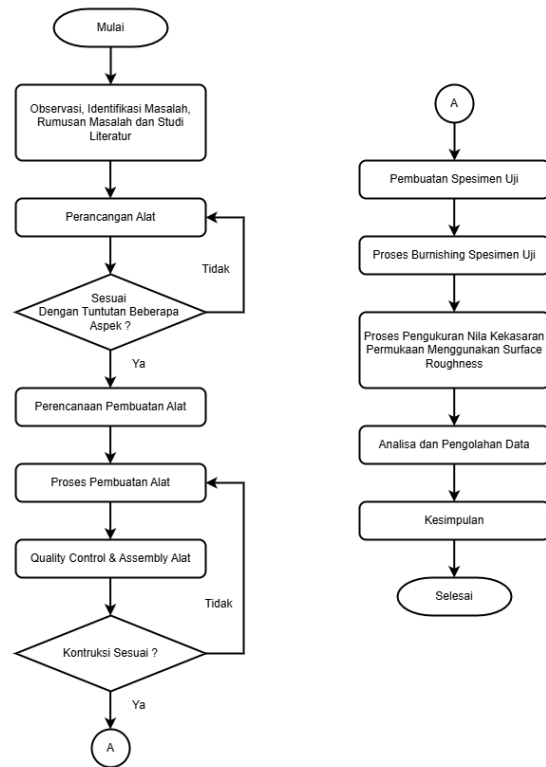 Mulai
Observasi, Identifikasi Masalah,
Rumusan Masalah dan Studi
Literatur
Perancangan Alat
Tidak
Sesuai
Dengan Tuntutan Beberapa
Aspek ?
Ya
Perencanaan Pembuatan Alat
Proses Pembuatan Alat
Quality Control & Assembly Alat
Tidak
Kontruksi Sesuai ?
Ya
A
A
Pembuatan Spesimen Uji
Proses Burnishing Spesimen Uji
Proses Pengukuran Nila Kekasaran
Permukaan Menggunakan Surface
Roughness
Analisa dan Pengolahan Data
Kesimpulan
Selesai